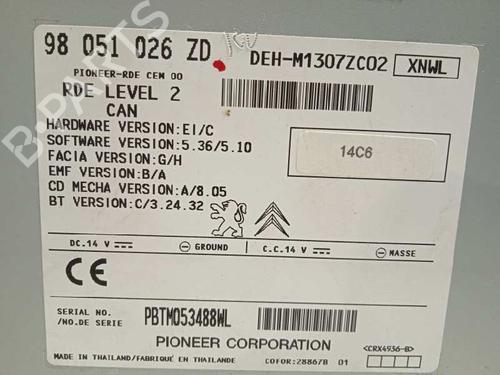 98 051 026 ZD
DEH-M1307ZC02 XNWL
PIONEER-RDE CEM 00
RDE LEVEL 2
CAN
HARDWARE VERSION:EI/C
SOFTWARE VERSION:5.36/5.10
FACIA VERSION:G/H
EMF VERSION:B/A
CD MECHA VERSION:A/8.05
BT VERSION:C/3.24.32
14C6
DC.14 V GROUND C.C.14 V MASSE
CE
SERIAL NO.
/NO.DE SERIE PBTM053488WL
PIONEER CORPORATION <CRX4936-B>
MADE IN THAILAND/FABRIQUÉ EN THAILANDE COFOR:28867B 01
B-PARTS